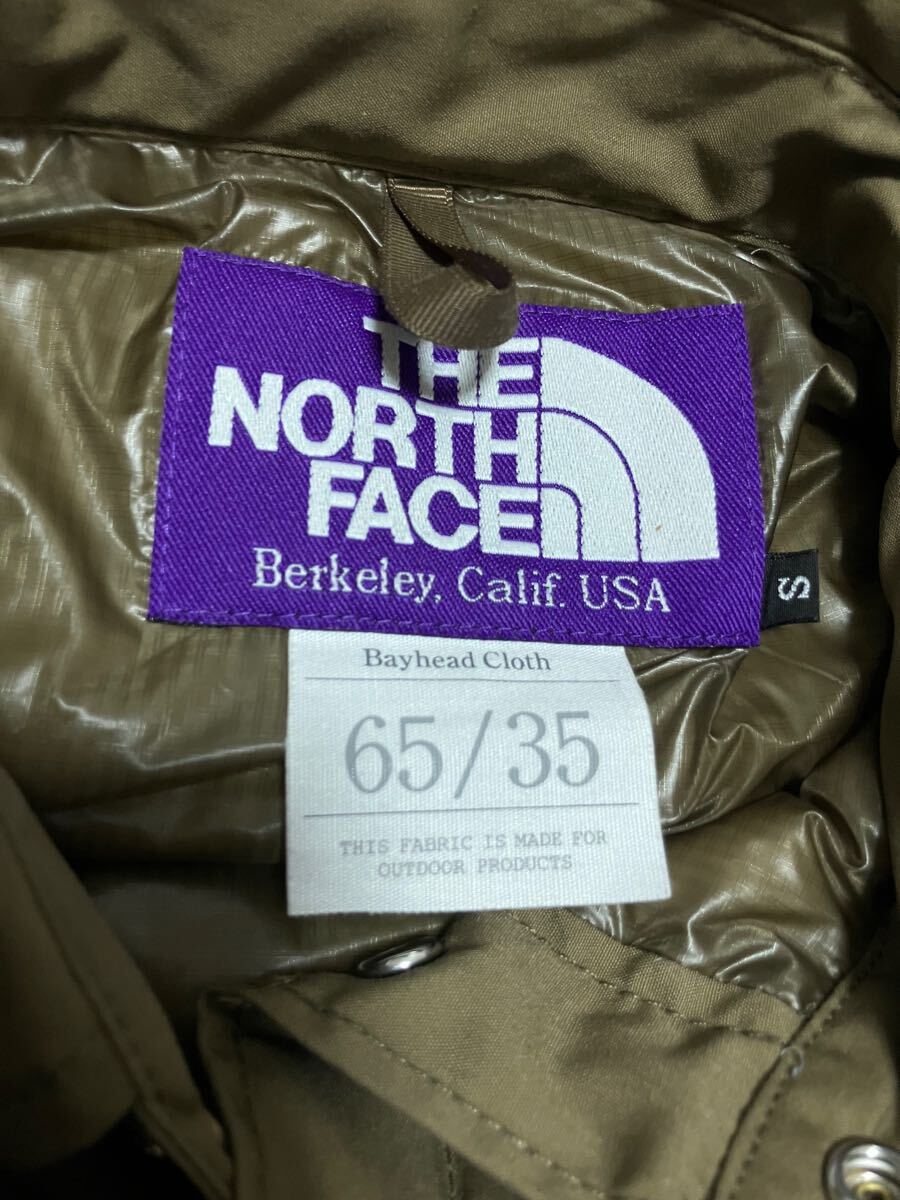 THE
NORTH
FACE
Berkeley, Calif. USA
S
Bayhead Cloth
65/35
THIS FABRIC IS MADE FOR
OUTDOOR PRODUCTS